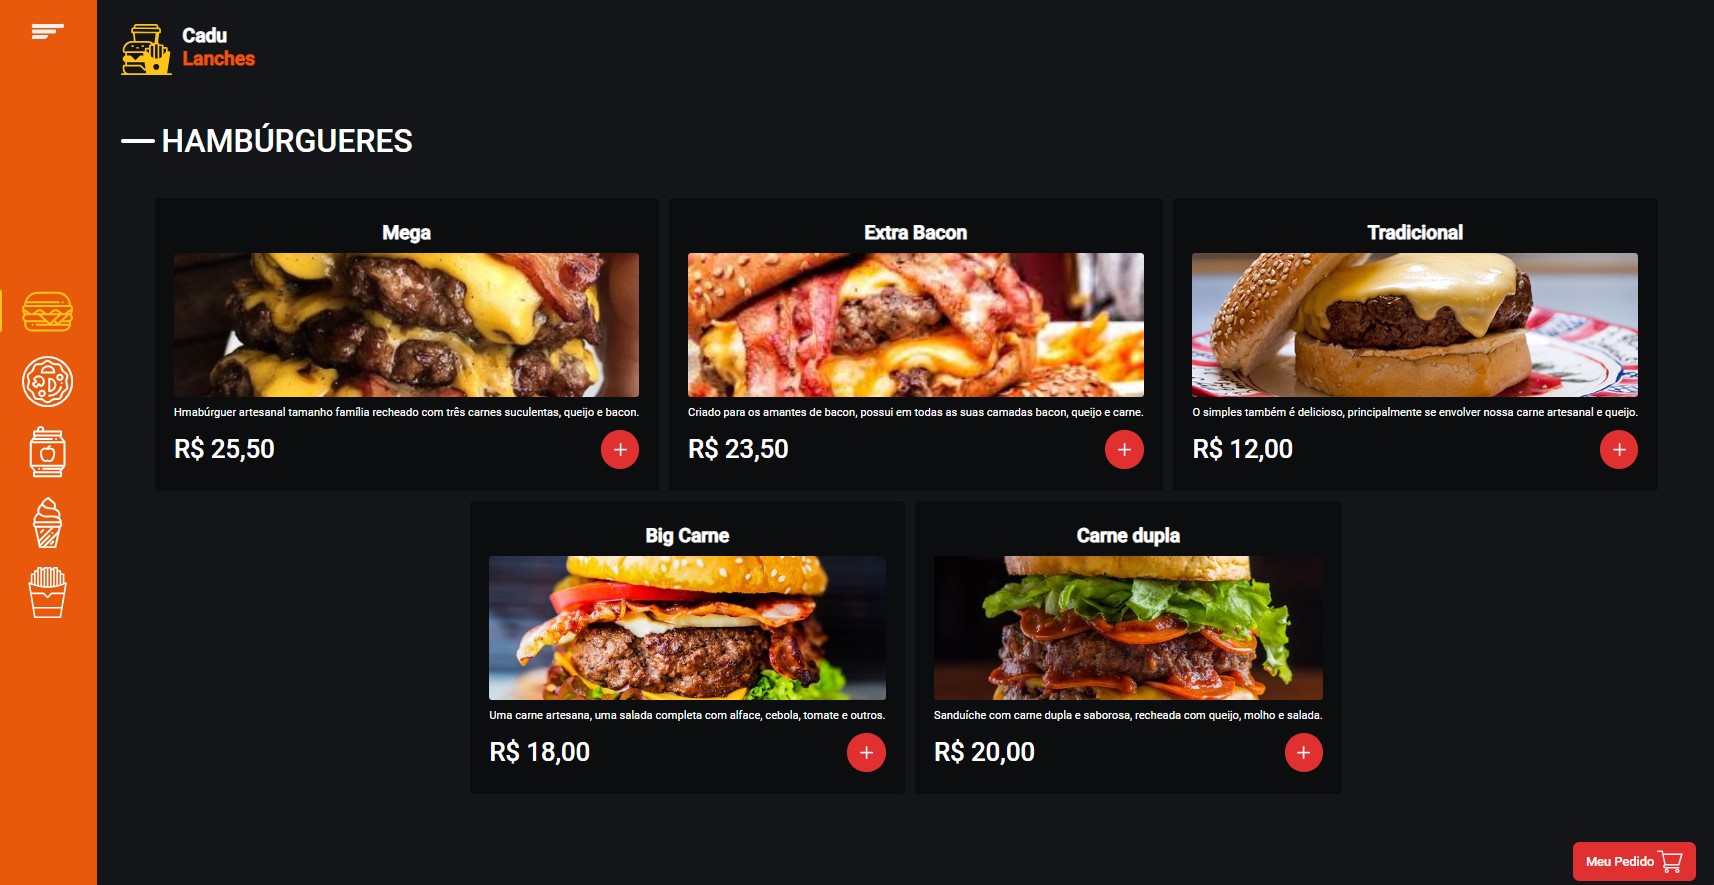 Cadu
Lanches
HAMBÚRGUERES
Mega
Hmabúrguer artesanal tamanho família recheado com três carnes suculentas, queijo e bacon.
R$ 25,50
+
Extra Bacon
Criado para os amantes de bacon, possui em todas as suas camadas bacon, queijo e carne.
R$ 23,50
+
Tradicional
O simples também é delicioso, principalmente se envolver nossa carne artesanal e queijo.
R$ 12,00
+
Big Carne
Uma carne artesana, uma salada completa com alface, cebola, tomate e outros.
R$ 18,00
+
Carne dupla
Sanduíche com carne dupla e saborosa, recheada com queijo, molho e salada.
R$ 20,00
+
Meu Pedido